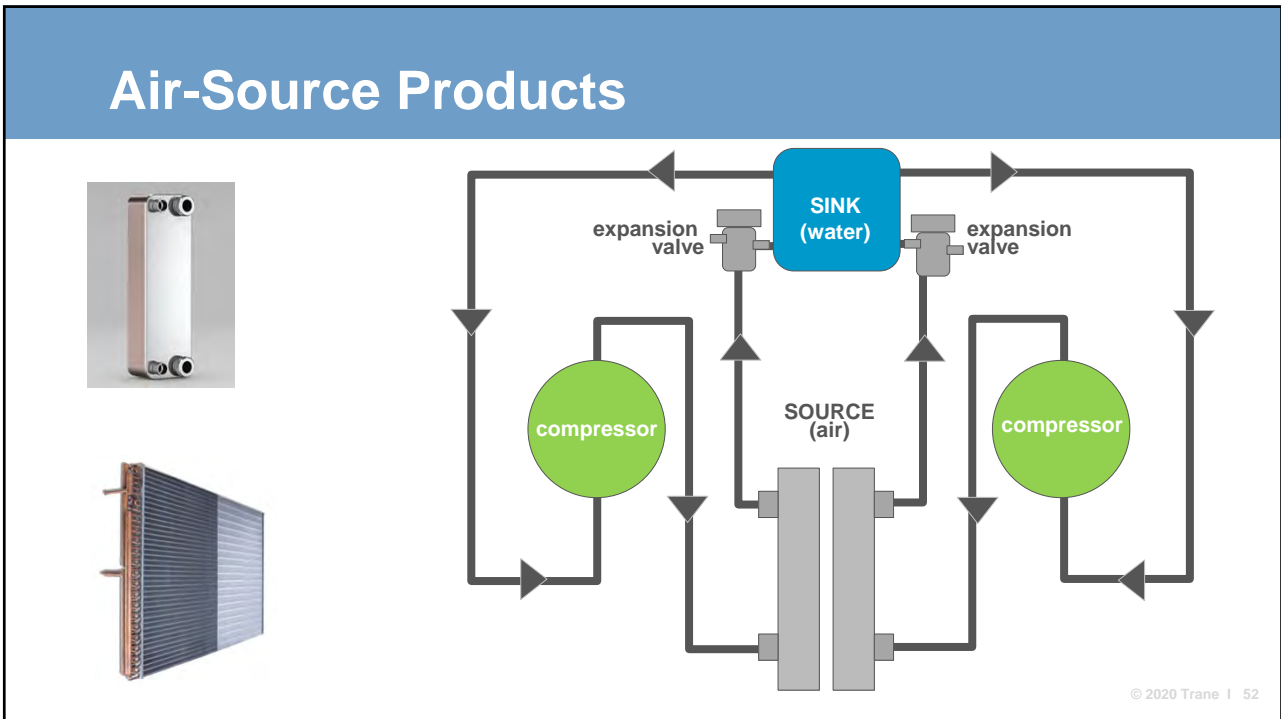 Air-Source Products
SINK
(water)
expansion
valve
expansion
valve
SOURCE
(air)
compressor
compressor
© 2020 Trane I 52